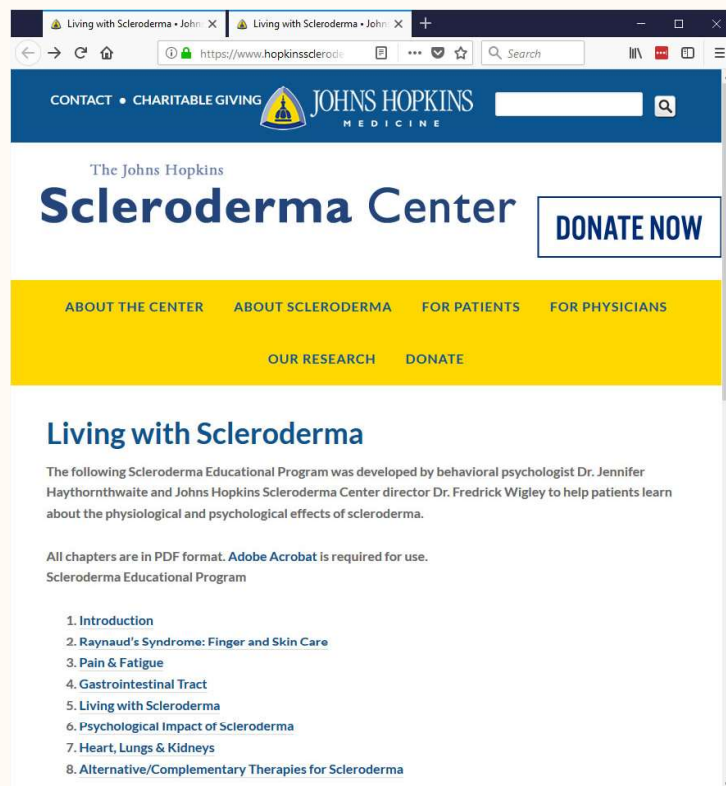 Living with Scleroderma • John
Living with Scleroderma • John
https://www.hopkinssclerode
Search
CONTACT • CHARITABLE GIVING
JOHNS HOPKINS
MEDICINE
The Johns Hopkins
Scleroderma Center
DONATE NOW
ABOUT THE CENTER ABOUT SCLERODERMA FOR PATIENTS FOR PHYSICIANS
OUR RESEARCH DONATE
Living with Scleroderma
The following Scleroderma Educational Program was developed by behavioral psychologist Dr. Jennifer
Haythornthwaite and Johns Hopkins Scleroderma Center director Dr. Fredrick Wigley to help patients learn
about the physiological and psychological effects of scleroderma.
All chapters are in PDF format. Adobe Acrobat is required for use.
Scleroderma Educational Program
1. Introduction
2. Raynaud's Syndrome: Finger and Skin Care
3. Pain & Fatigue
4. Gastrointestinal Tract
5. Living with Scleroderma
6. Psychological Impact of Scleroderma
7. Heart, Lungs & Kidneys
8. Alternative/Complementary Therapies for Scleroderma